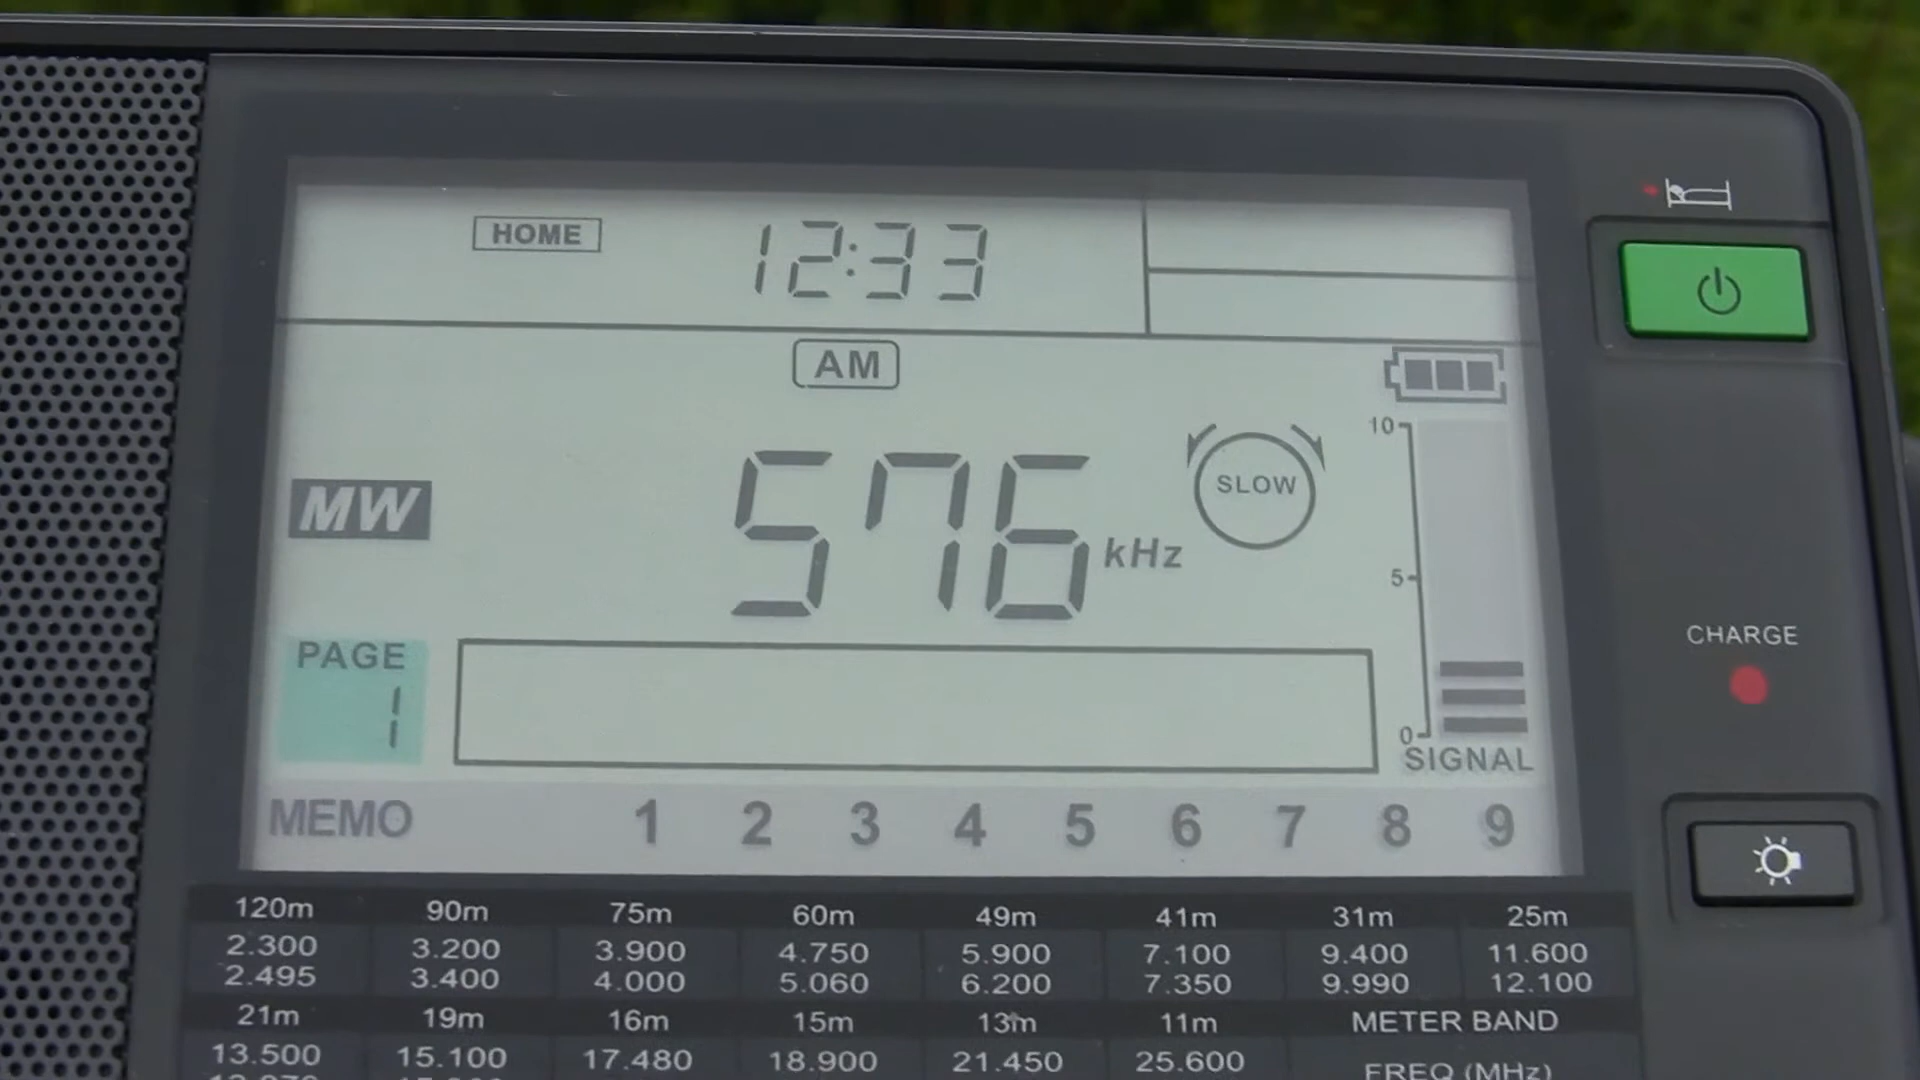 HOME 12:33
AM
10
SLOW
MW 576 kHz
5
PAGE
1
0
SIGNAL
MEMO 1 2 3 4 5 6 7 8 9
CHARGE
120m 90m 75m 60m 49m 41m 31m 25m
2.300 3.200 3.900 4.750 5.900 7.100 9.400 11.600
2.495 3.400 4.000 5.060 6.200 7.350 9.990 12.100
21m 19m 16m 15m 13m 11m METER BAND
13.500 15.100 17.480 18.900 21.450 25.600 FREQ (MHz)